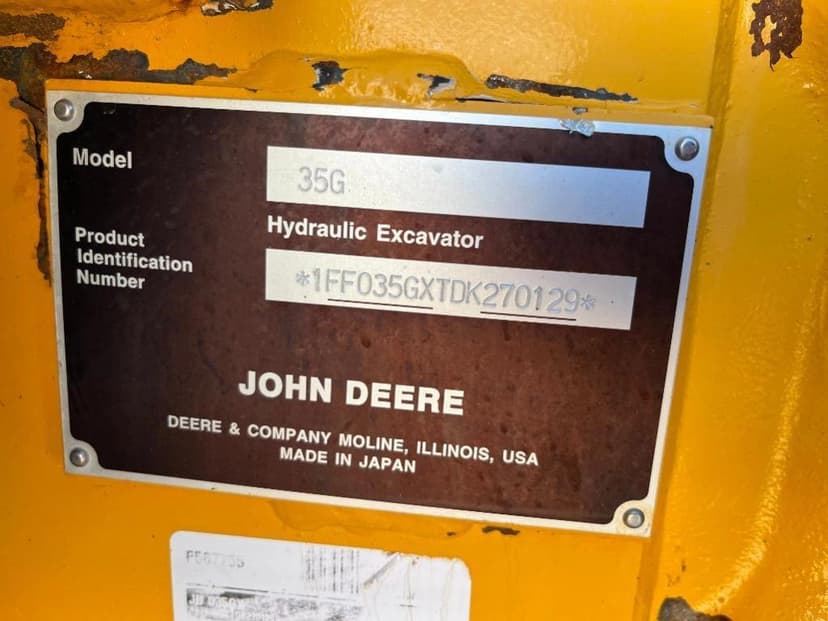 Model
35G
Hydraulic Excavator
Product
Identification
Number
*1FF035GXTDK270129*
JOHN DEERE
DEERE & COMPANY MOLINE, ILLINOIS, USA
MADE IN JAPAN